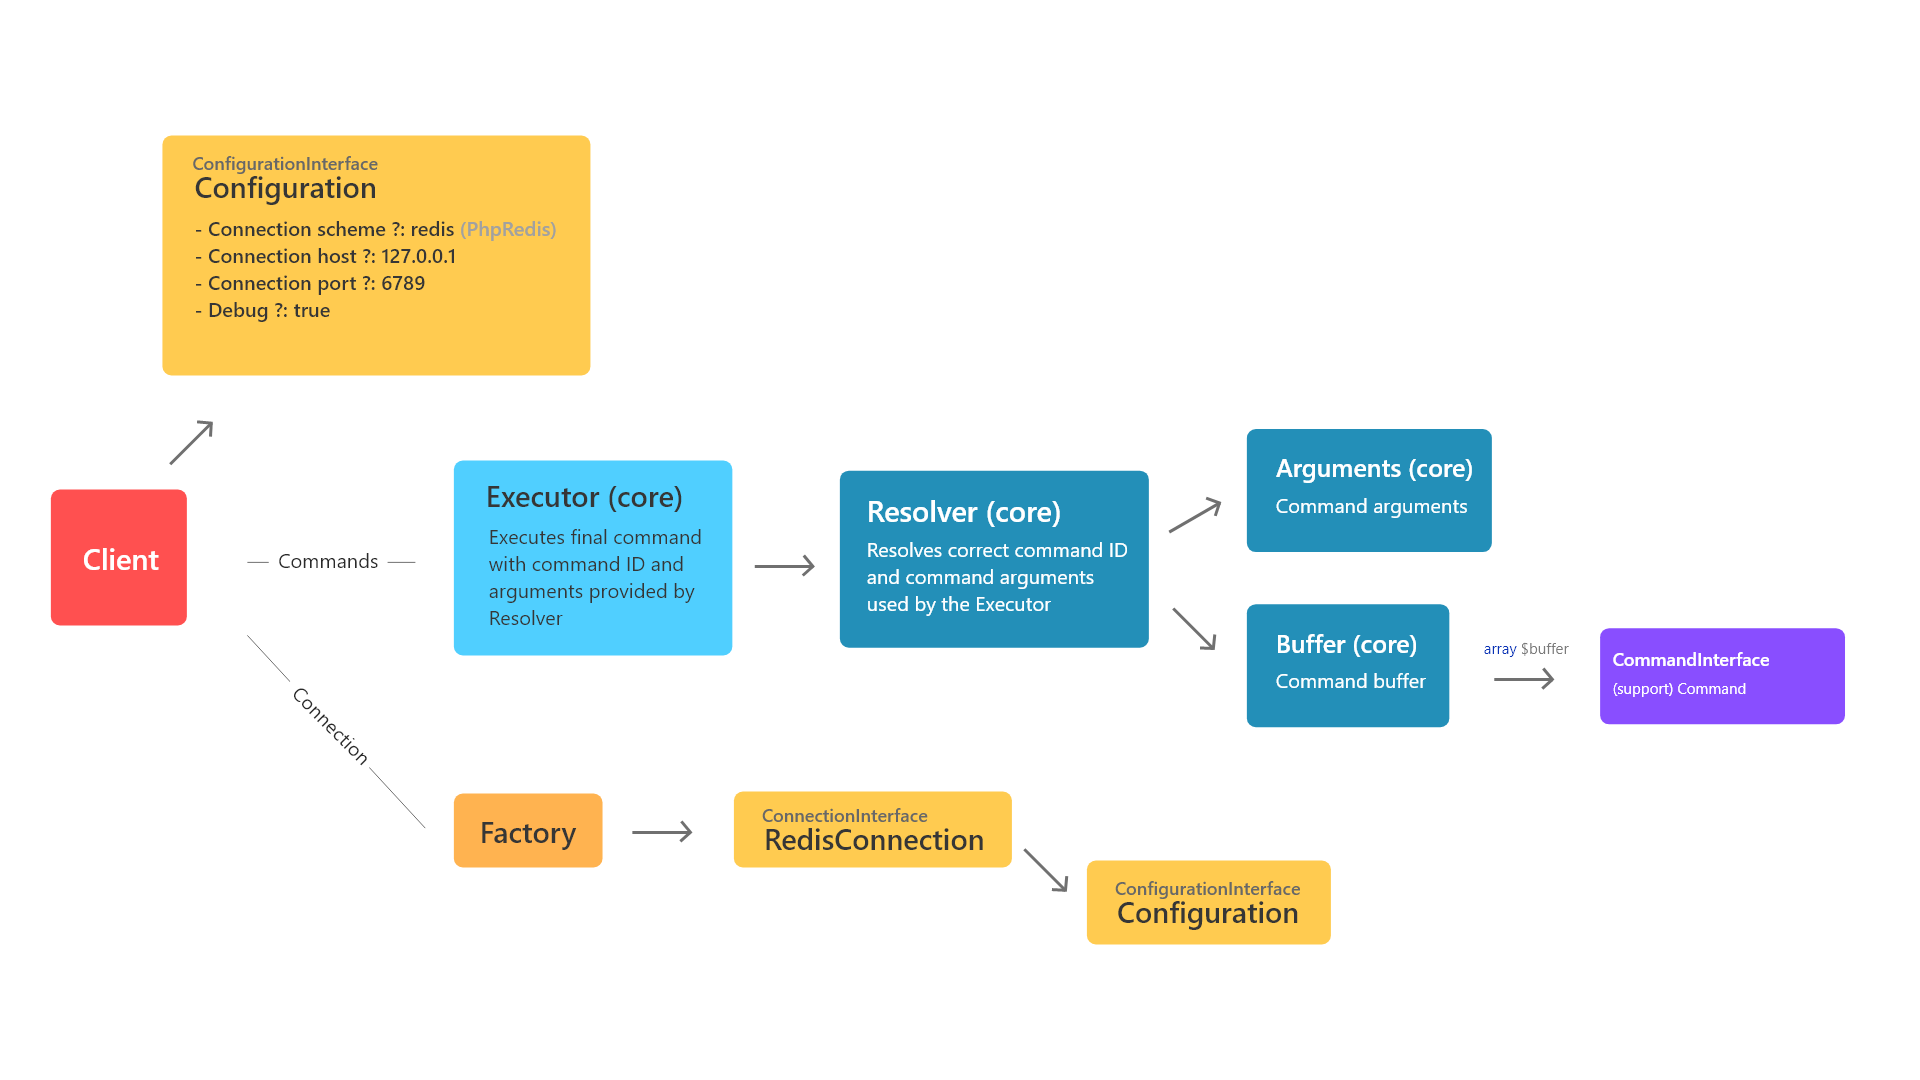 ConfigurationInterface
Configuration
- Connection scheme ?: redis (PhpRedis)
- Connection host ?: 127.0.0.1
- Connection port ?: 6789
- Debug ?: true
Client
Commands
Connection
Executor (core)
Executes final command
with command ID and
arguments provided by
Resolver
Resolver (core)
Resolves correct command ID
and command arguments
used by the Executor
Arguments (core)
Command arguments
Buffer (core)
Command buffer
array $buffer
CommandInterface
(support) Command
Factory
ConnectionInterface
RedisConnection
ConfigurationInterface
Configuration